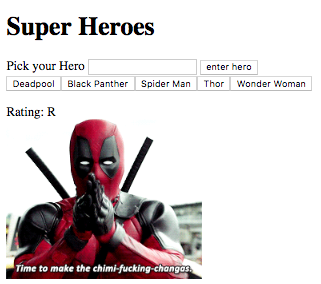 Super Heroes
Pick your Hero enter hero
Deadpool Black Panther Spider Man Thor Wonder Woman
Rating: R
Time to make the chimi-fucking-changas.